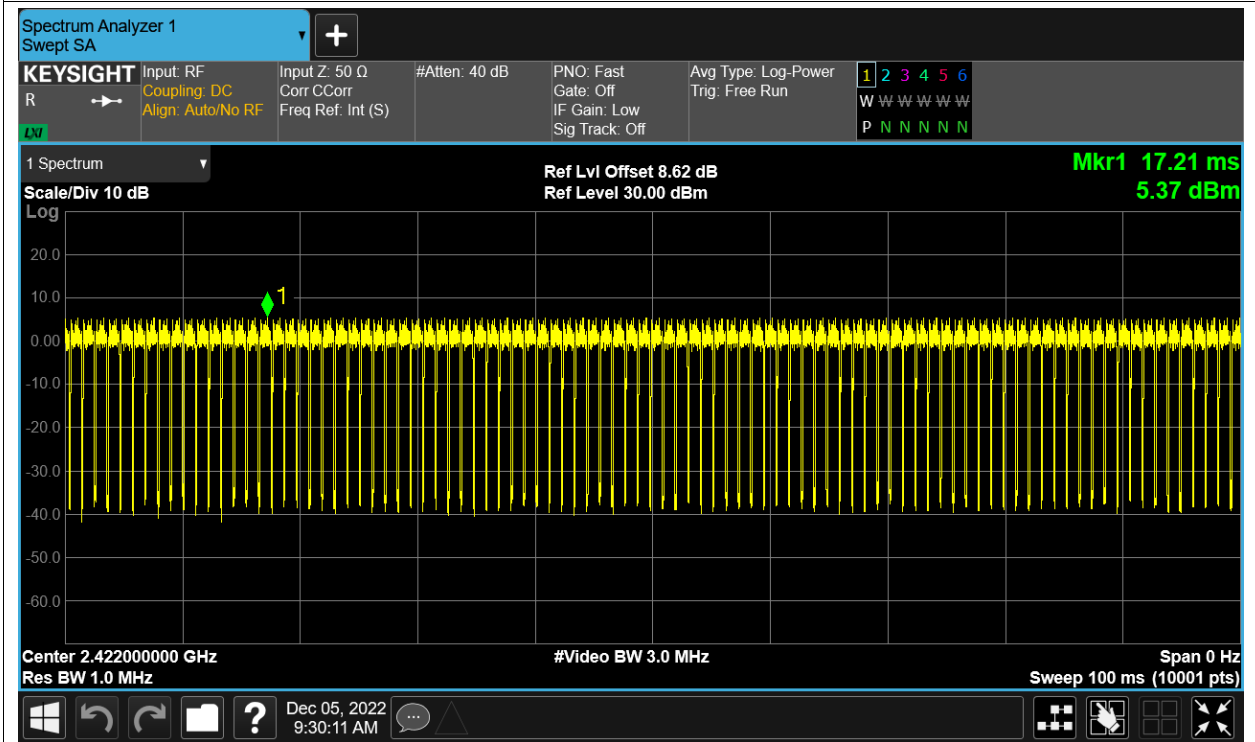 Spectrum Analyzer 1
Swept SA
KEYSIGHT
R
LXI
Input: RF
Coupling: DC
Align: Auto/No RF
Input Z: 50 Ω
Corr CCorr
Freq Ref: Int (S)
#Atten: 40 dB
PNO: Fast
Gate: Off
IF Gain: Low
Sig Track: Off
Avg Type: Log-Power
Trig: Free Run
1 2 3 4 5 6
W W W W W W
P N N N N N
1 Spectrum
Scale/Div 10 dB
Log
Ref Lvl Offset 8.62 dB
Ref Level 30.00 dBm
Mkr1 17.21 ms
5.37 dBm
20.0
10.0
0.00
-10.0
-20.0
-30.0
-40.0
-50.0
-60.0
1
Center 2.422000000 GHz
Res BW 1.0 MHz
#Video BW 3.0 MHz
Span 0 Hz
Sweep 100 ms (10001 pts)
?
Dec 05, 2022
9:30:11 AM